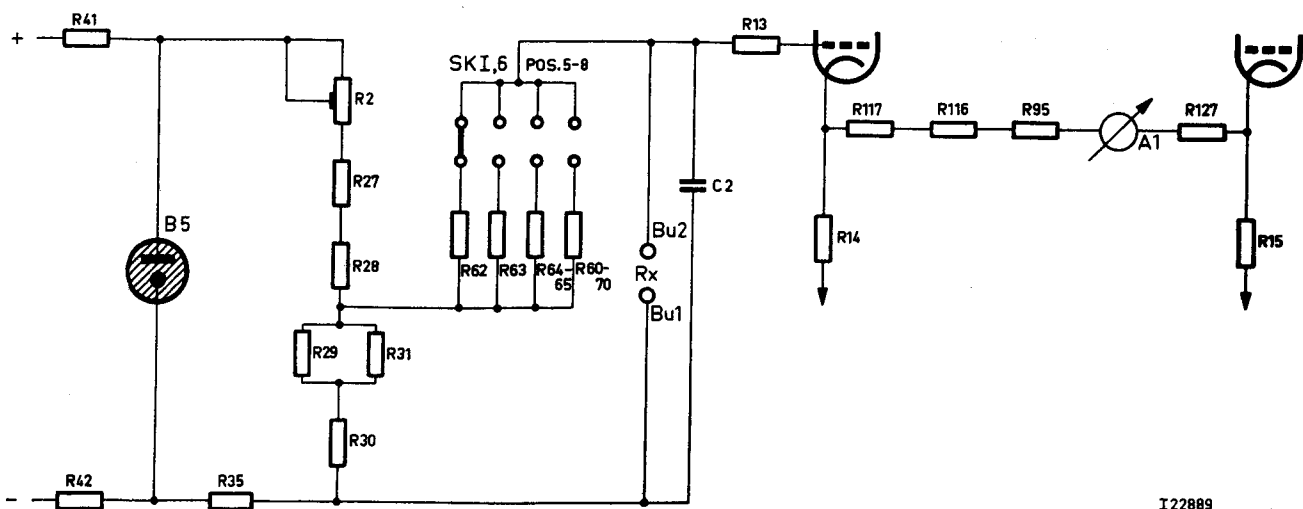 +
R41
R2
R27
R28
B5
R29
R31
R30
-
R42
R35
SKI,6 POS.5-8
R62
R63
R64-
65
R60-
70
Bu2
Rx
Bu1
C2
R13
R117
R116
R95
A1
R127
R14
R15
I22889